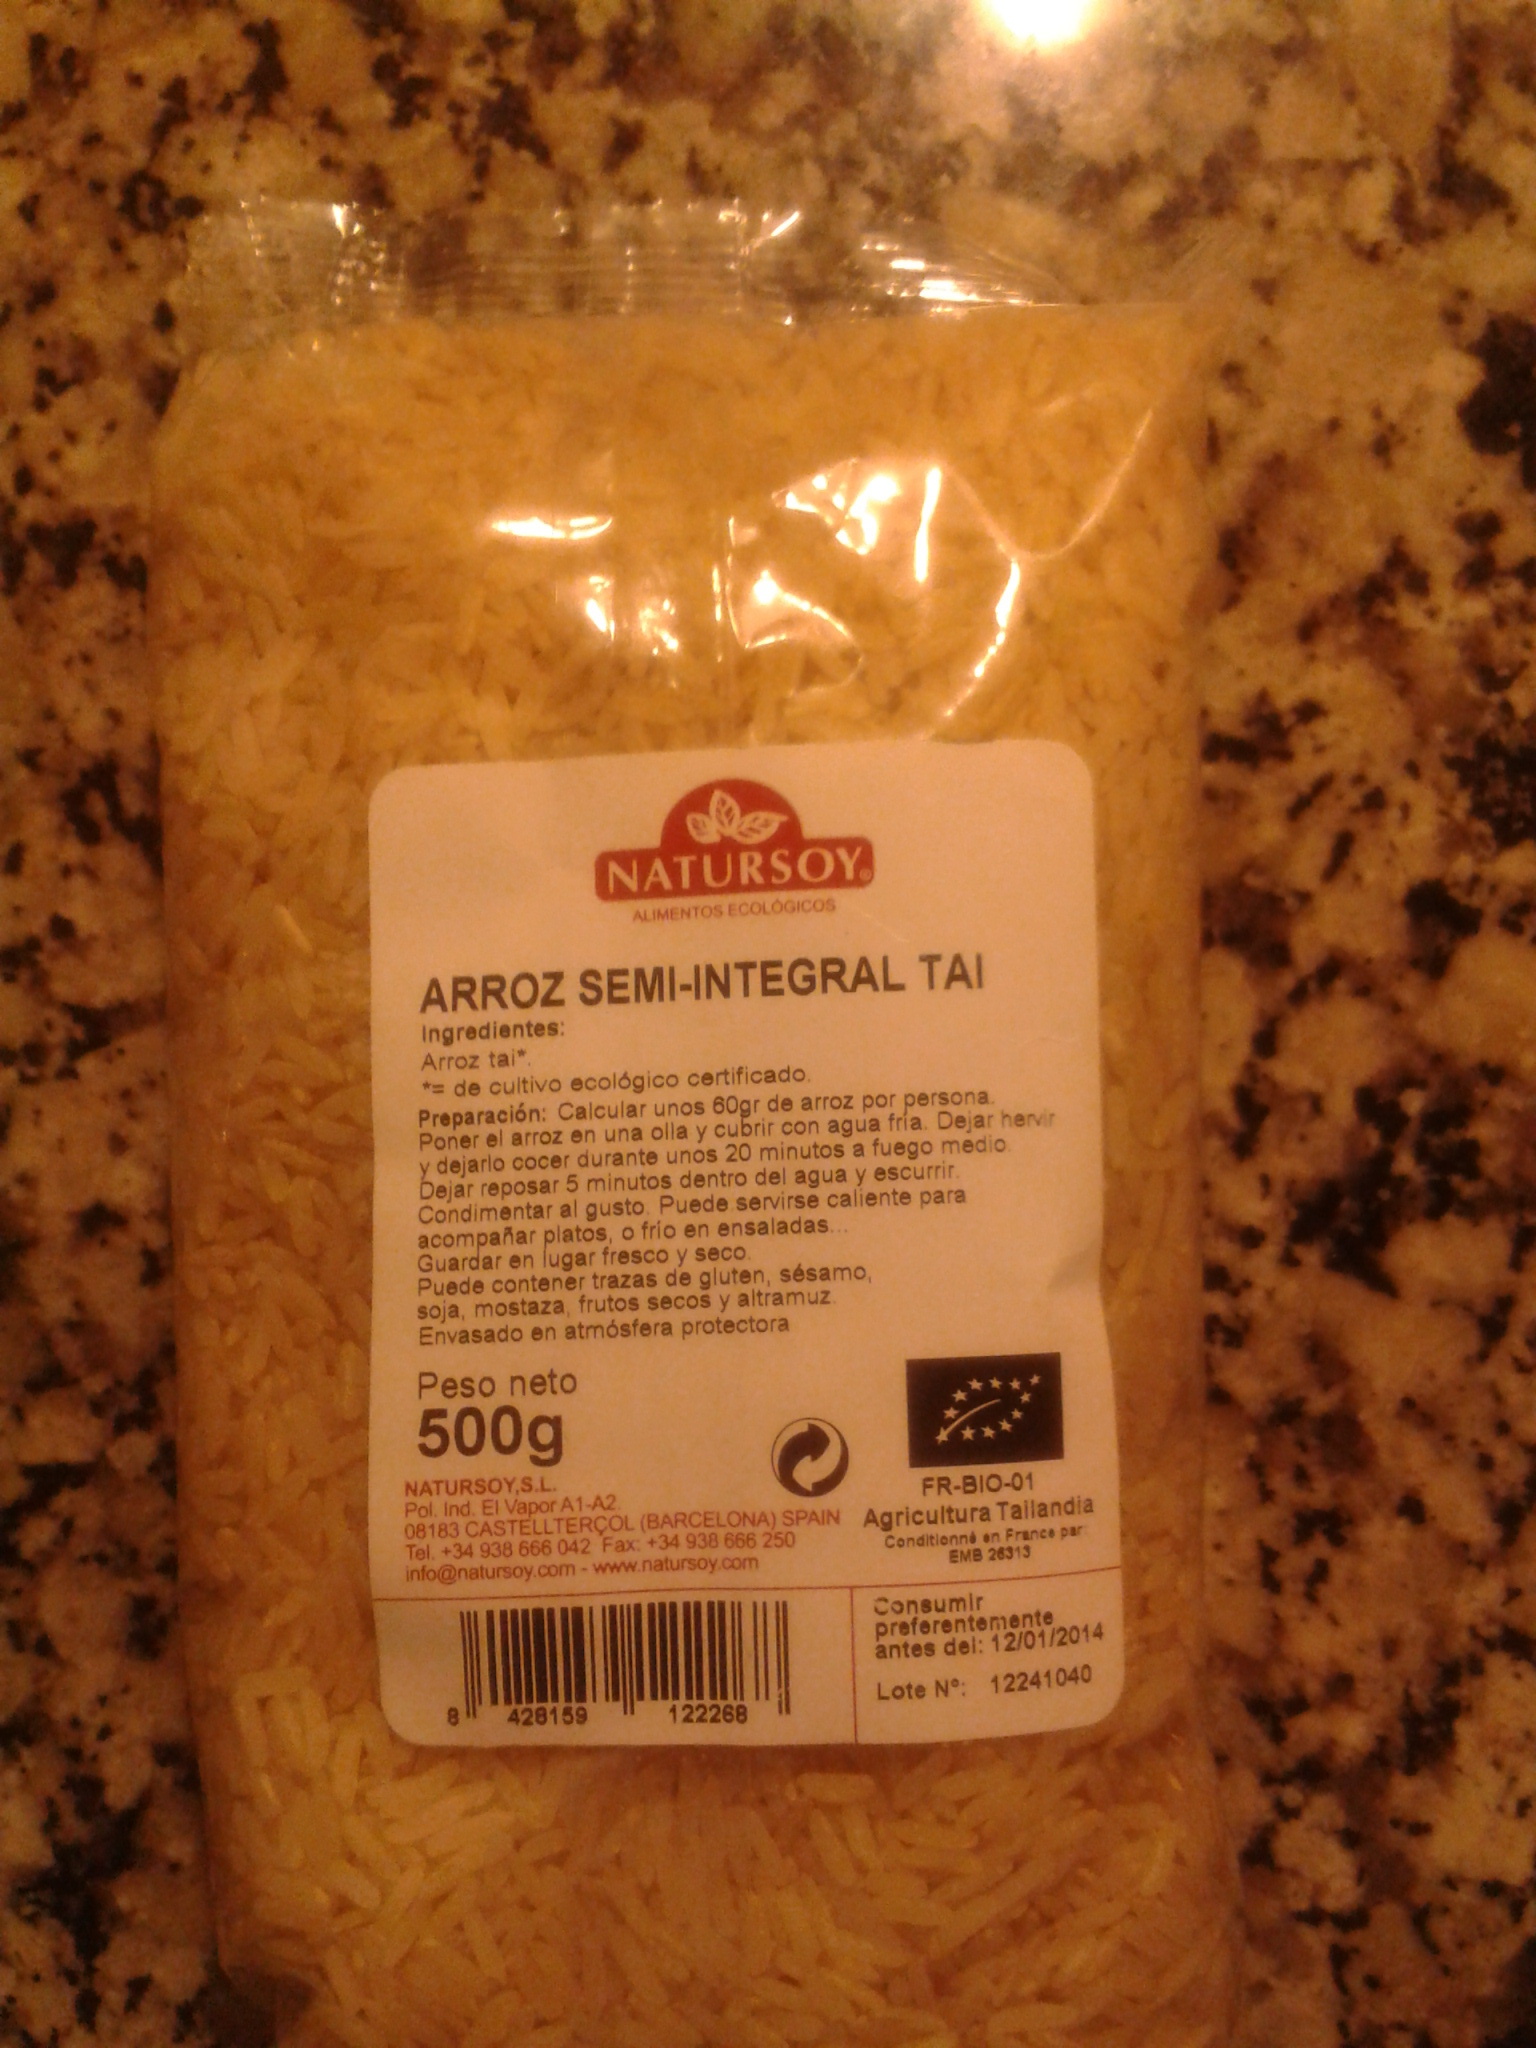 NATURSOY®
ALIMENTOS ECOLÓGICOS
ARROZ SEMI-INTEGRAL TAI
Ingredientes:
Arroz tai*.
*= de cultivo ecológico certificado.
Preparación: Calcular unos 60gr de arroz por persona.
Poner el arroz en una olla y cubrir con agua fría. Dejar hervir
y dejarlo cocer durante unos 20 minutos a fuego medio.
Dejar reposar 5 minutos dentro del agua y escurrir.
Condimentar al gusto. Puede servirse caliente para
acompañar platos, o frío en ensaladas...
Guardar en lugar fresco y seco.
Puede contener trazas de gluten, sésamo,
soja, mostaza, frutos secos y altramuz.
Envasado en atmósfera protectora
Peso neto
500g
NATURSOY,S.L.
Pol. Ind. El Vapor A1-A2.
08183 CASTELLTERÇOL (BARCELONA) SPAIN
Tel. +34 938 666 042 Fax: +34 938 666 250
info@natursoy.com - www.natursoy.com
FR-BIO-01
Agricultura Tailandia
Conditionné en France par:
EMB 26313
8 428159 122268
Consumir
preferentemente
antes del: 12/01/2014
Lote Nº: 12241040